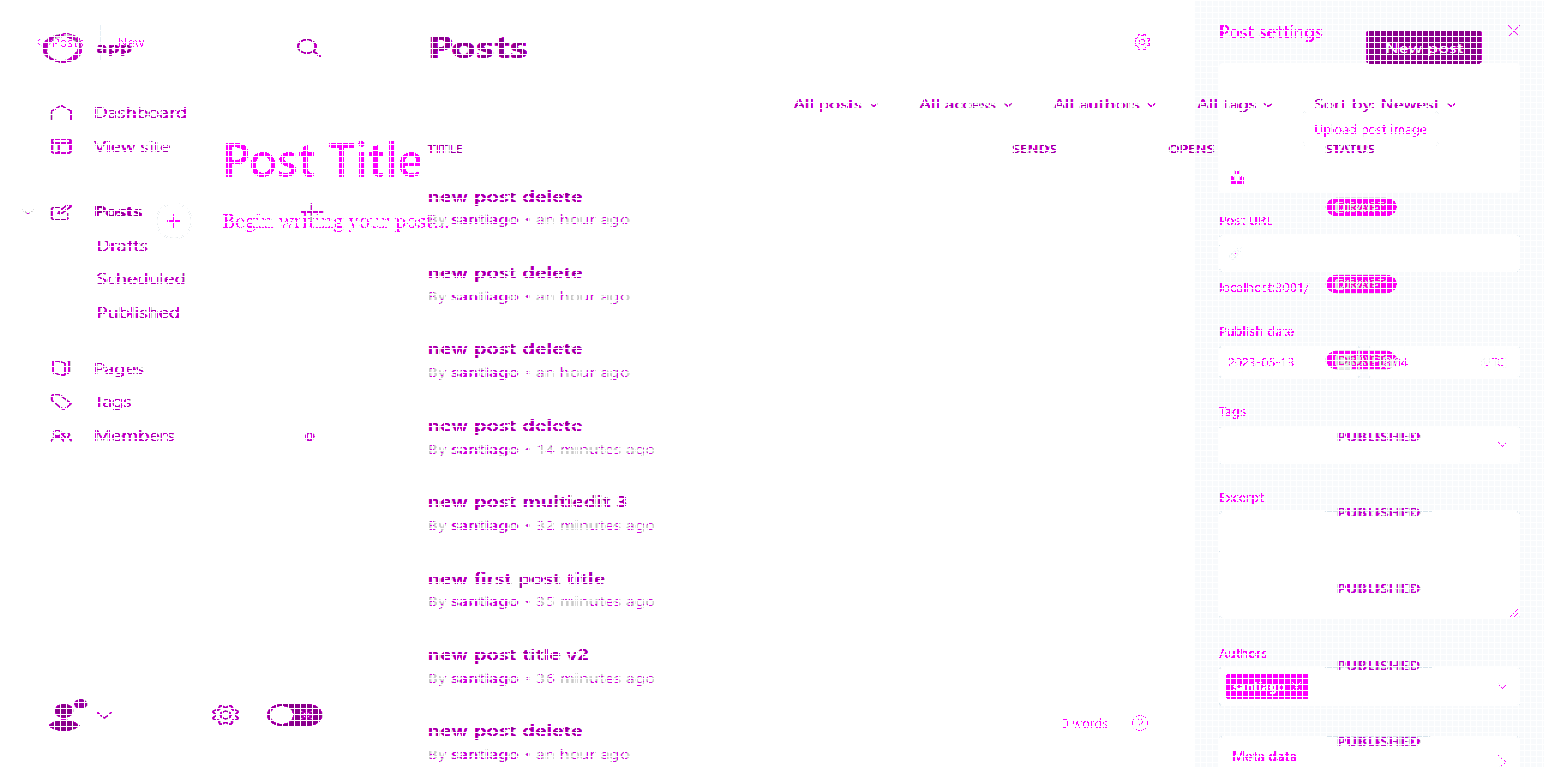 Posts New
app
Posts
Post settings
New post
Dashboard
All posts
All access
All authors
All tags
Sort by: Newest
Upload post image
View site
Post Title
TITLE
SENDS
OPENS
STATUS
new post delete
Posts
Begin writing your post...
By santiago • an hour ago
Post URL
Drafts
new post delete
Scheduled
By santiago • an hour ago
localhost:3001/
Published
Publish date
new post delete
2023-05-13
By santiago • an hour ago
Pages
Tags
Tags
new post delete
Members
PUBLISHED
By santiago • 14 minutes ago
new post multiedit 3
Excerpt
PUBLISHED
By santiago • 32 minutes ago
new first post title
PUBLISHED
By santiago • 35 minutes ago
new post title v2
Authors
PUBLISHED
By santiago • 36 minutes ago
santiago
0 words
new post delete
PUBLISHED
By santiago • an hour ago
Meta data